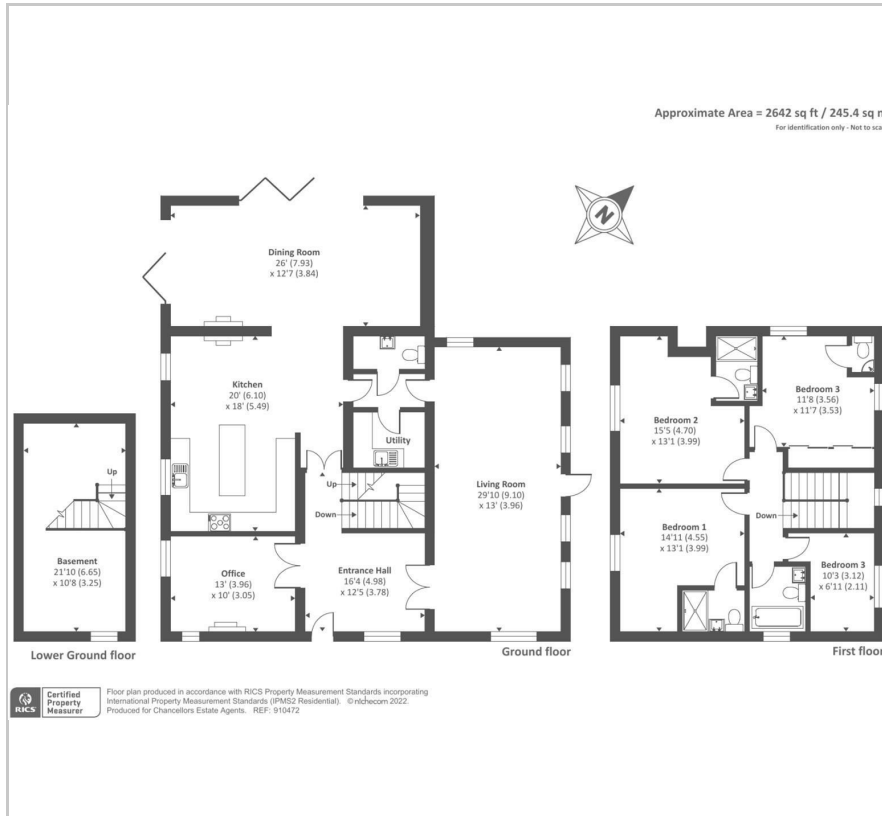 Approximate Area = 2642 sq ft / 245.4 sq m
For identification only - Not to sca
N
Dining Room
26' (7.93)
x 12'7 (3.84)
Kitchen
20' (6.10)
x 18' (5.49)
Utility
Up
Down
Living Room
29'10 (9.10)
x 13' (3.96)
Office
13' (3.96)
x 10' (3.05)
Entrance Hall
16'4 (4.98)
x 12'5 (3.78)
Up
Basement
21'10 (6.65)
x 10'8 (3.25)
Bedroom 2
15'5 (4.70)
x 13'1 (3.99)
Bedroom 3
11'8 (3.56)
x 11'7 (3.53)
Bedroom 1
14'11 (4.55)
x 13'1 (3.99)
Down
Bedroom 3
10'3 (3.12)
x 6'11 (2.11)
Lower Ground floor
Ground floor
First floor
RICS
Certified
Property
Measurer
Floor plan produced in accordance with RICS Property Measurement Standards incorporating
International Property Measurement Standards (IPMS2 Residential). © nichecom 2022.
Produced for Chancellors Estate Agents. REF: 910472